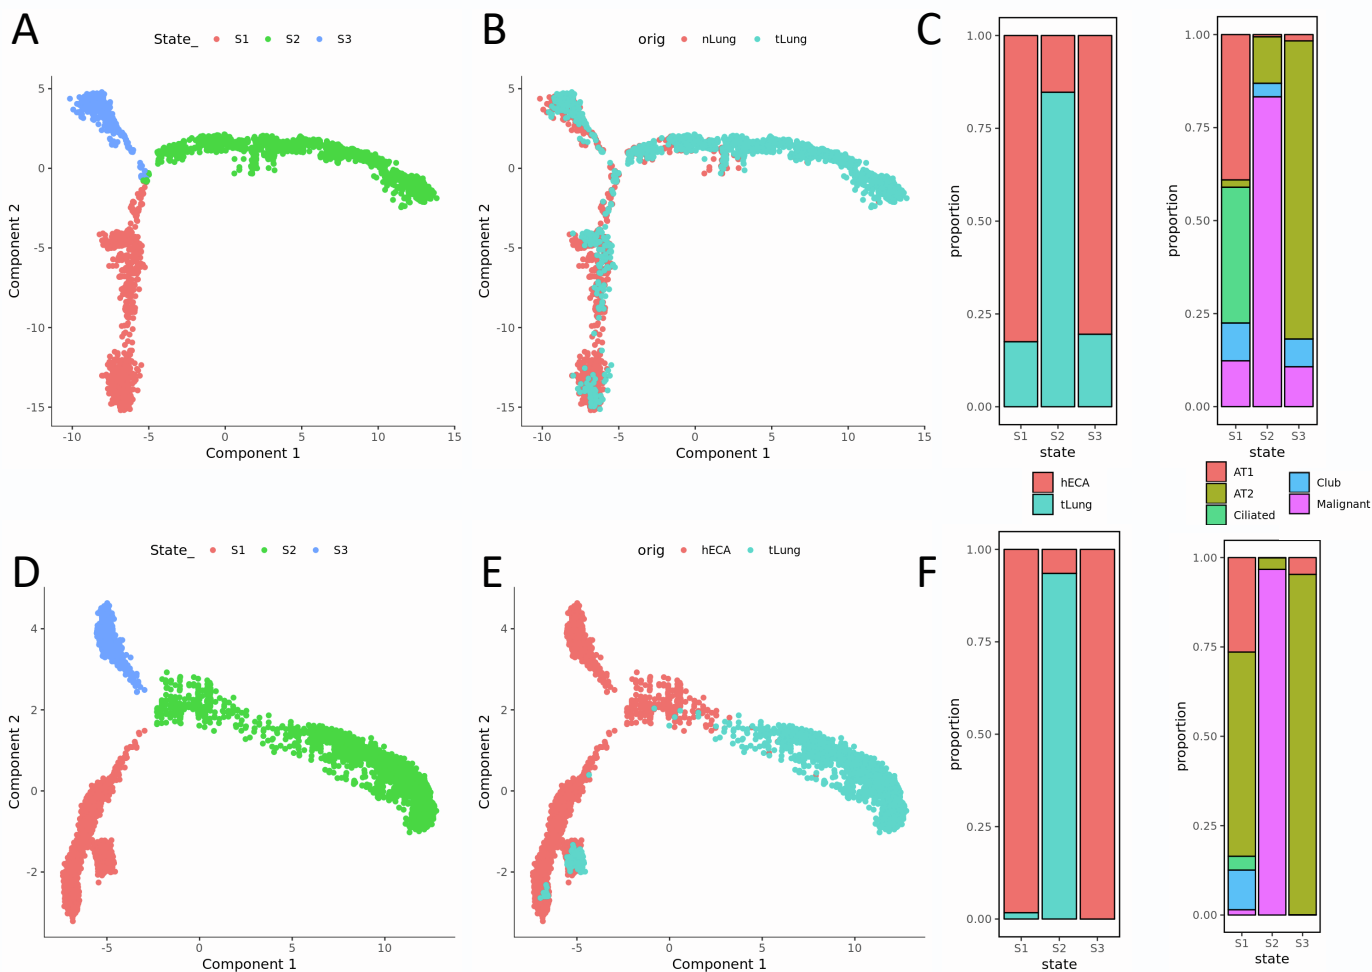 A
State_ S1 S2 S3
5
0
-5
-10
-15
Component 2
-10 -5 0 5 10 15
Component 1
B
orig nLung tLung
5
0
-5
-10
-15
Component 2
-10 -5 0 5 10 15
Component 1
C
1.00
0.75
0.50
0.25
0.00
proportion
S1 S2 S3
state
hECA
tLung
1.00
0.75
0.50
0.25
0.00
proportion
S1 S2 S3
state
AT1
AT2
Ciliated
Club
Malignant
D
State_ S1 S2 S3
4
2
0
-2
Component 2
-5 0 5 10
Component 1
E
orig hECA tLung
4
2
0
-2
Component 2
-5 0 5 10
Component 1
F
1.00
0.75
0.50
0.25
0.00
proportion
S1 S2 S3
state
1.00
0.75
0.50
0.25
0.00
proportion
S1 S2 S3
state